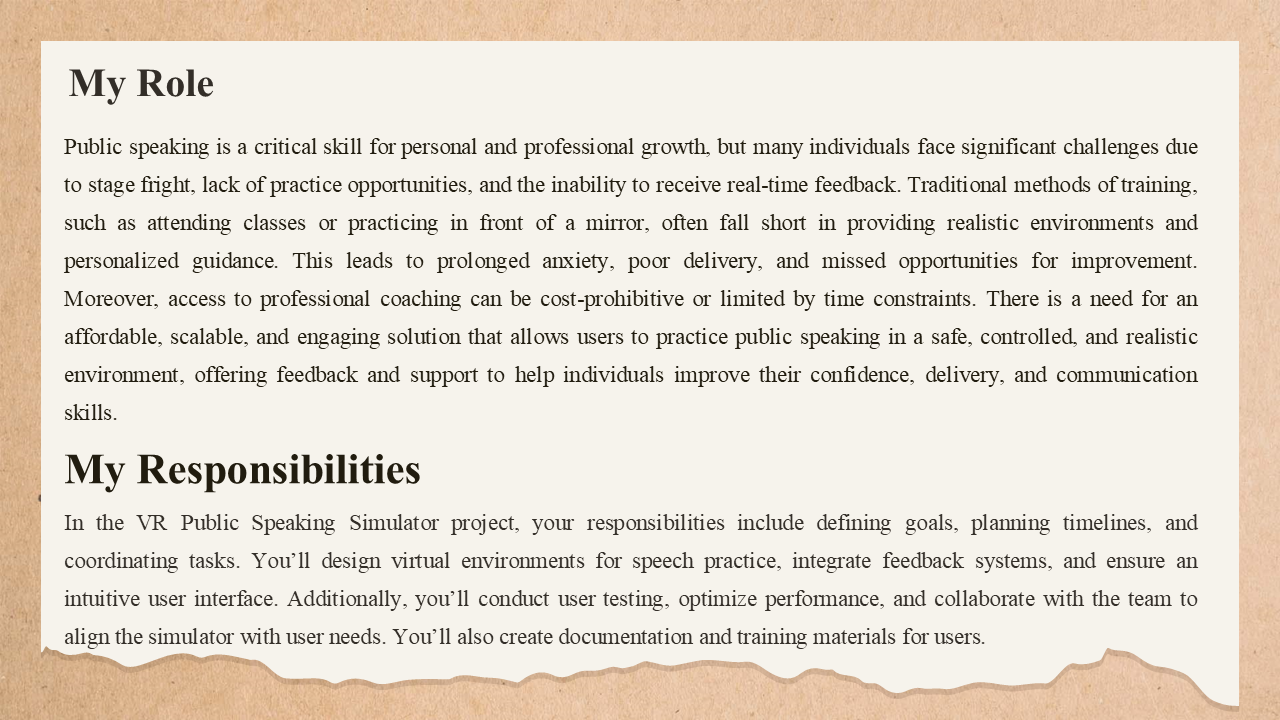 My Role
Public speaking is a critical skill for personal and professional growth, but many individuals face significant challenges due
to stage fright, lack of practice opportunities, and the inability to receive real-time feedback. Traditional methods of training,
such as attending classes or practicing in front of a mirror, often fall short in providing realistic environments and
personalized guidance. This leads to prolonged anxiety, poor delivery, and missed opportunities for improvement.
Moreover, access to professional coaching can be cost-prohibitive or limited by time constraints. There is a need for an
affordable, scalable, and engaging solution that allows users to practice public speaking in a safe, controlled, and realistic
environment, offering feedback and support to help individuals improve their confidence, delivery, and communication
skills.
My Responsibilities
In the VR Public Speaking Simulator project, your responsibilities include defining goals, planning timelines, and
coordinating tasks. You’ll design virtual environments for speech practice, integrate feedback systems, and ensure an
intuitive user interface. Additionally, you’ll conduct user testing, optimize performance, and collaborate with the team to
align the simulator with user needs. You’ll also create documentation and training materials for users.